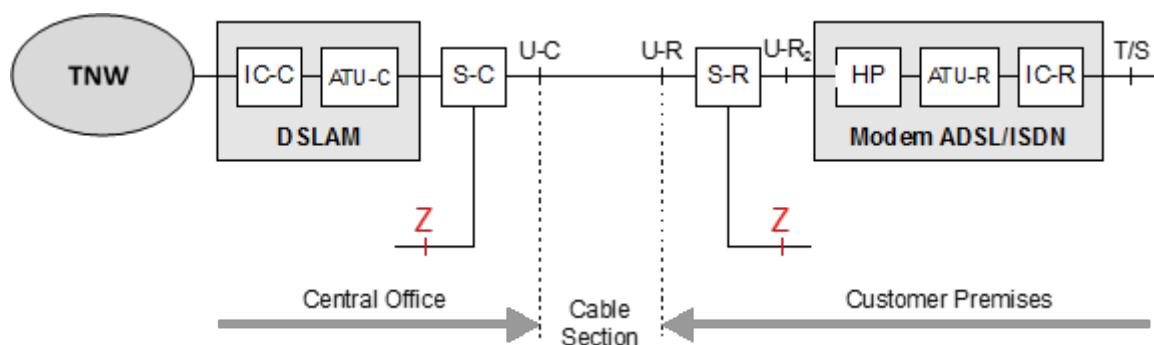 U-C
U-R
U-R₂
T/S
TNW
IC-C
ATU-C
S-C
S-R
HP
ATU-R
IC-R
DSLAM
Modem ADSL/ISDN
Z
Z
Central Office
Cable
Section
Customer Premises